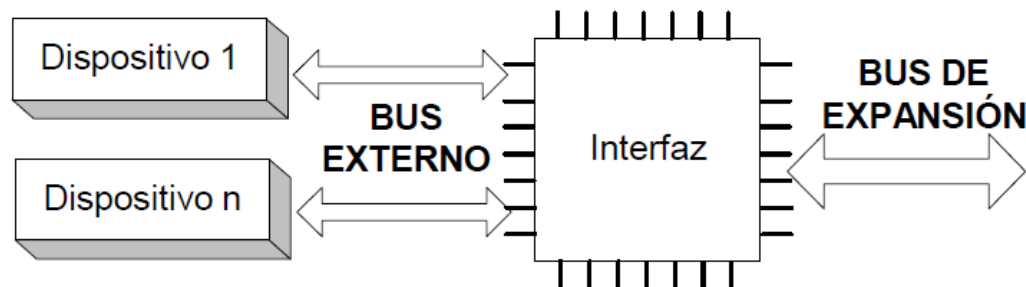 Dispositivo 1
BUS
EXTERNO
Dispositivo n
Interfaz
BUS DE
EXPANSIÓN